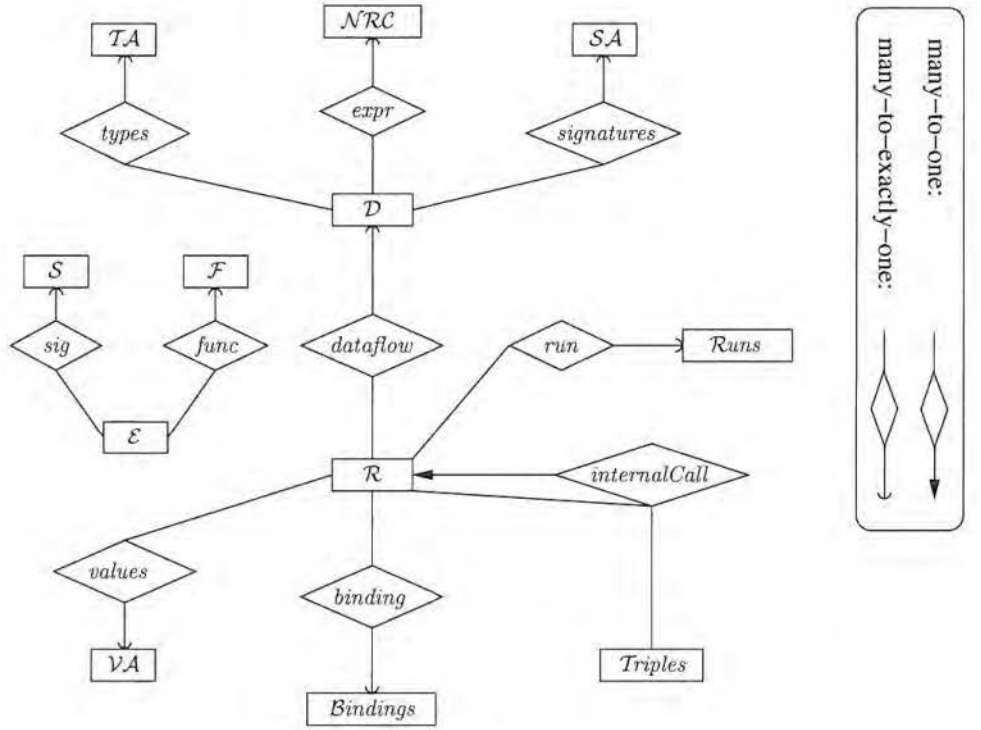 𝒯𝒜
𝒩ℛ𝒞
𝒮𝒜
types
expr
signatures
𝒟
𝒮
ℱ
sig
func
dataflow
run
ℛuns
ℰ
ℛ
internalCall
values
binding
𝒱𝒜
𝒯riples
ℬindings
many-to-one:
many-to-exactly-one: